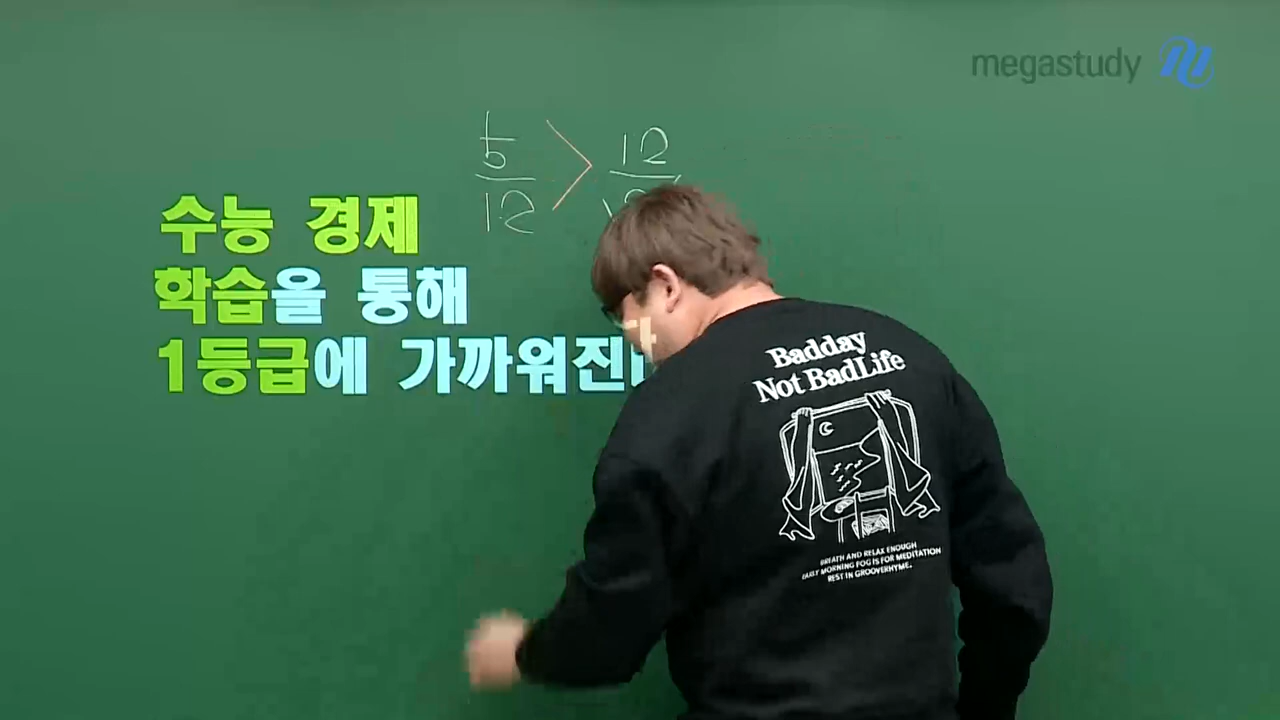 megastudy
5 > 12
12
수능 경제
학습을 통해
1등급에 가까워진다
Badday
Not BadLife
BREATH AND RELAX ENOUGH
EARLY MORNING FOG IS FOR MEDITATION
REST IN GROOVERHYME.